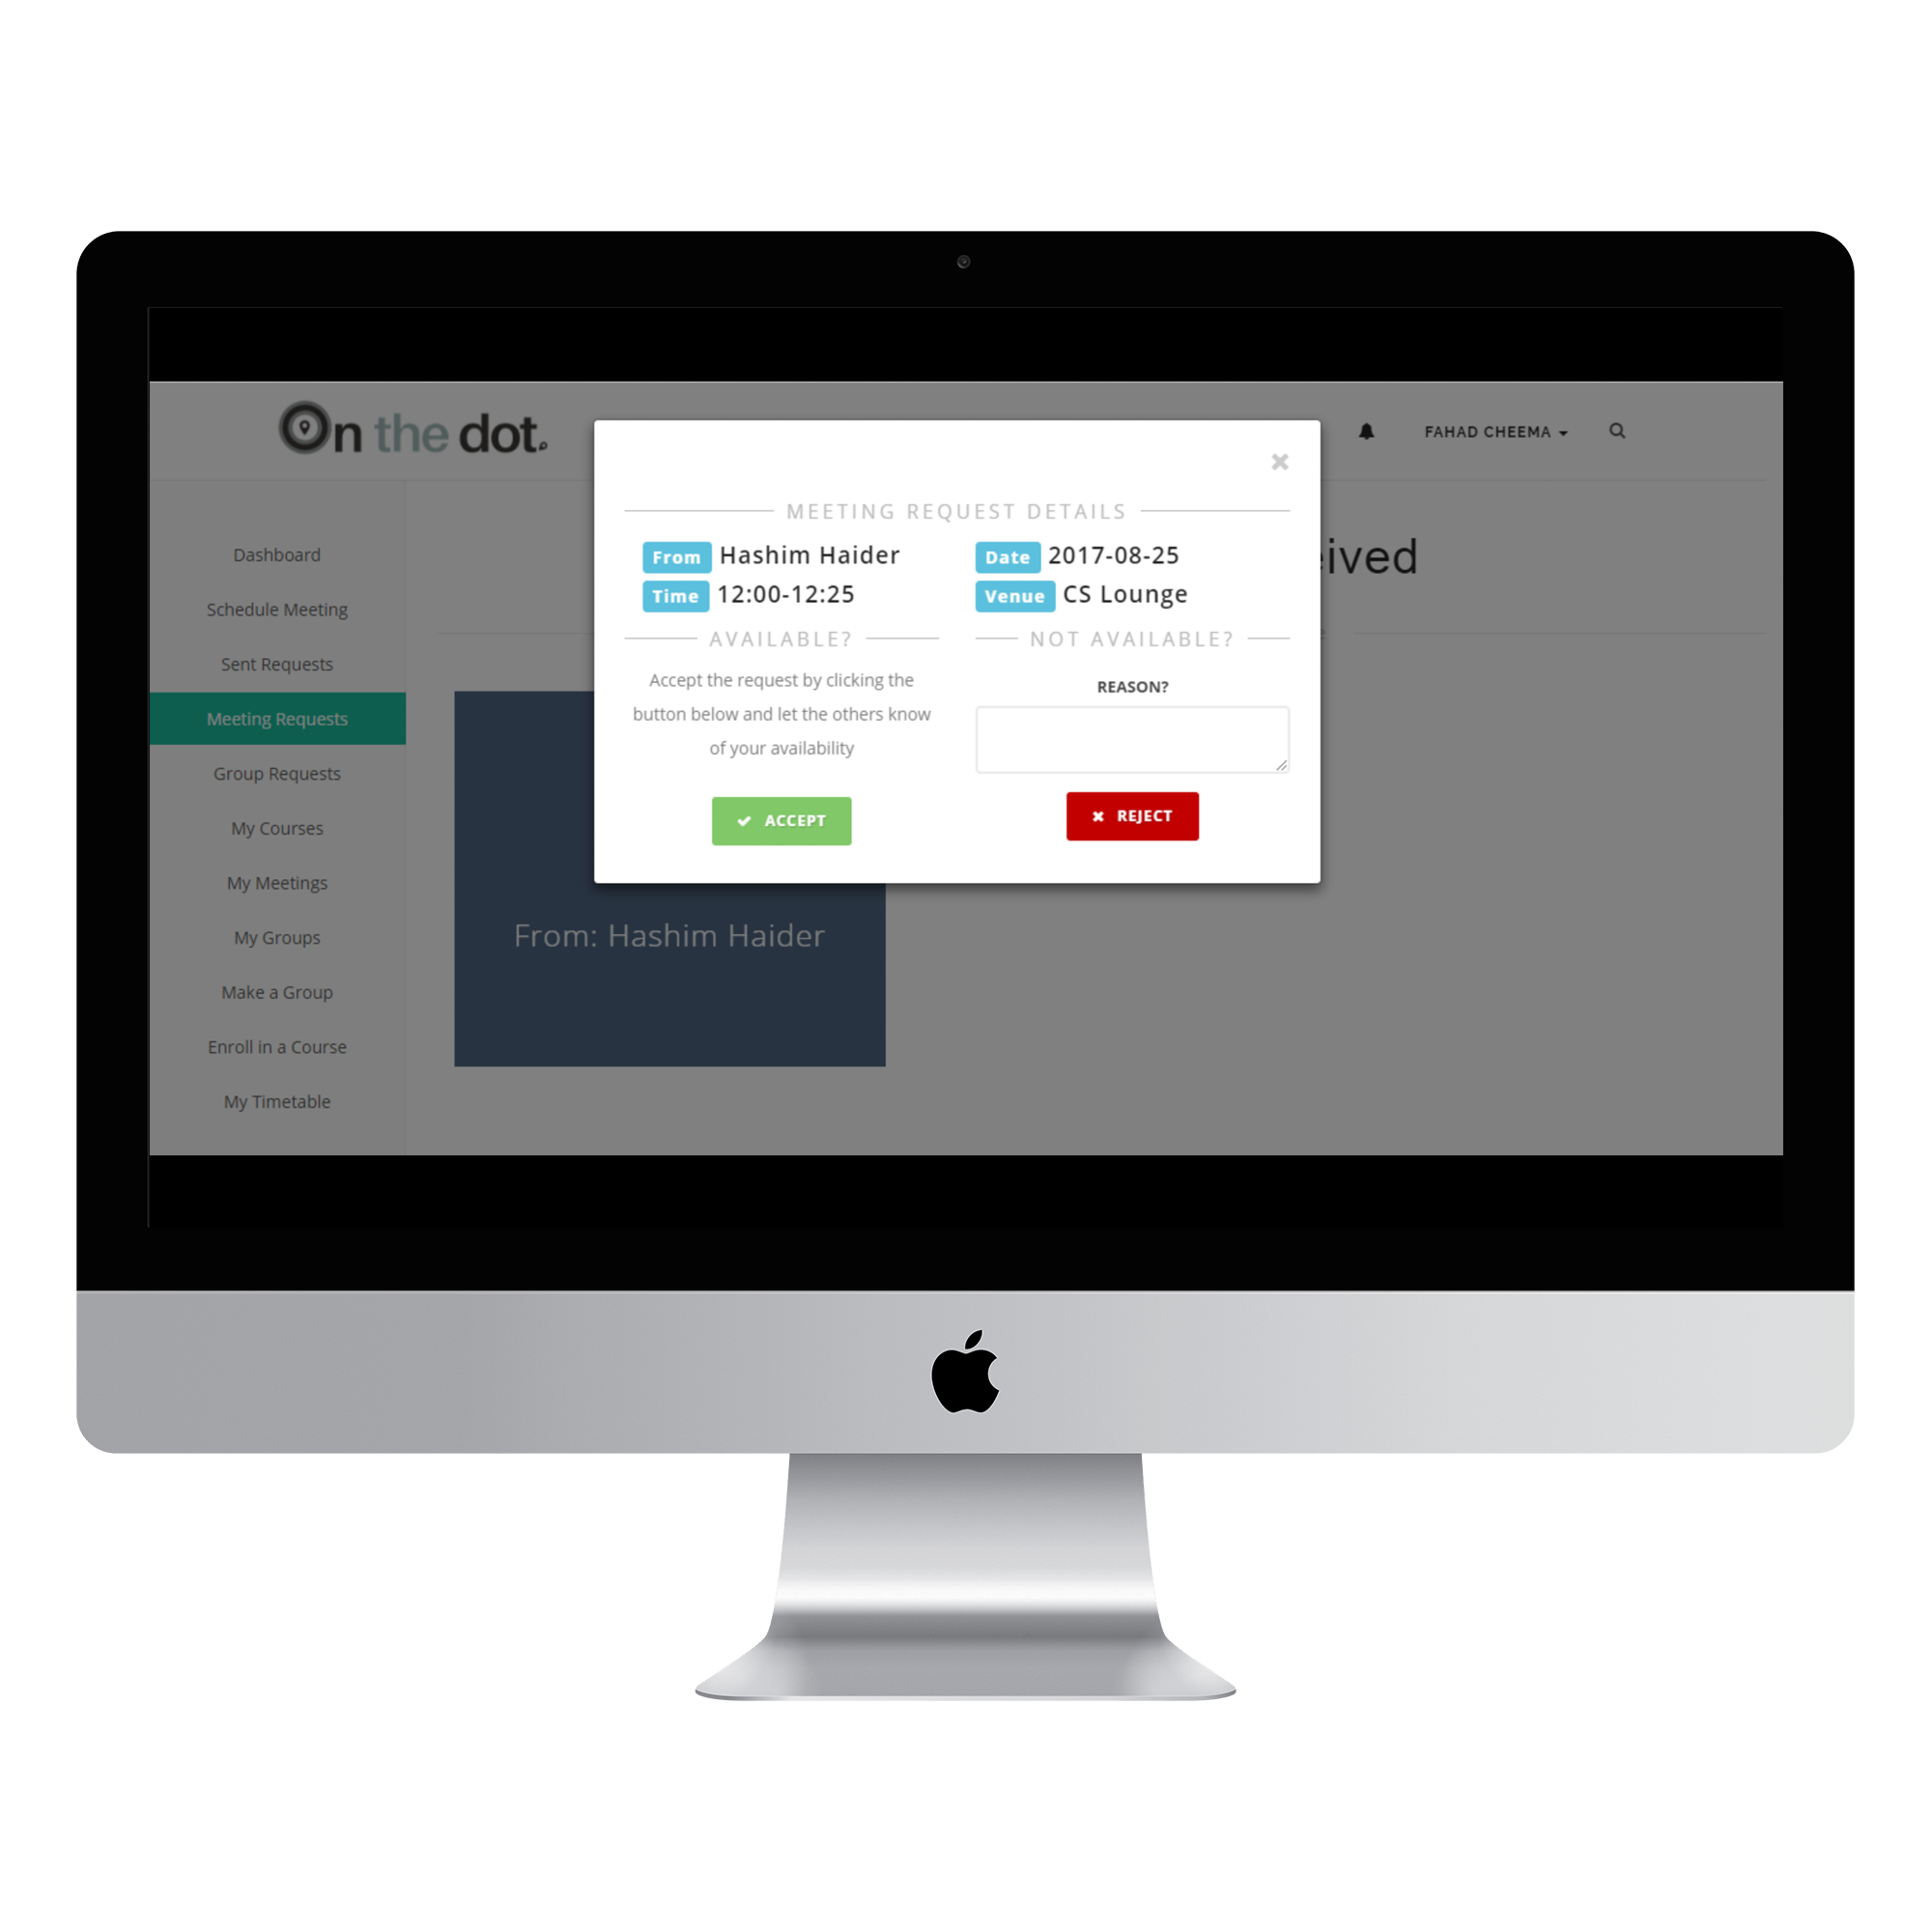 On the dot.
FAHAD CHEEMA
Dashboard
Schedule Meeting
Sent Requests
Meeting Requests
Group Requests
My Courses
My Meetings
My Groups
Make a Group
Enroll in a Course
My Timetable
MEETING REQUEST DETAILS
From Hashim Haider
Date 2017-08-25
Time 12:00-12:25
Venue CS Lounge
AVAILABLE?
Accept the request by clicking the
button below and let the others know
of your availability
ACCEPT
NOT AVAILABLE?
REASON?
REJECT
From: Hashim Haider